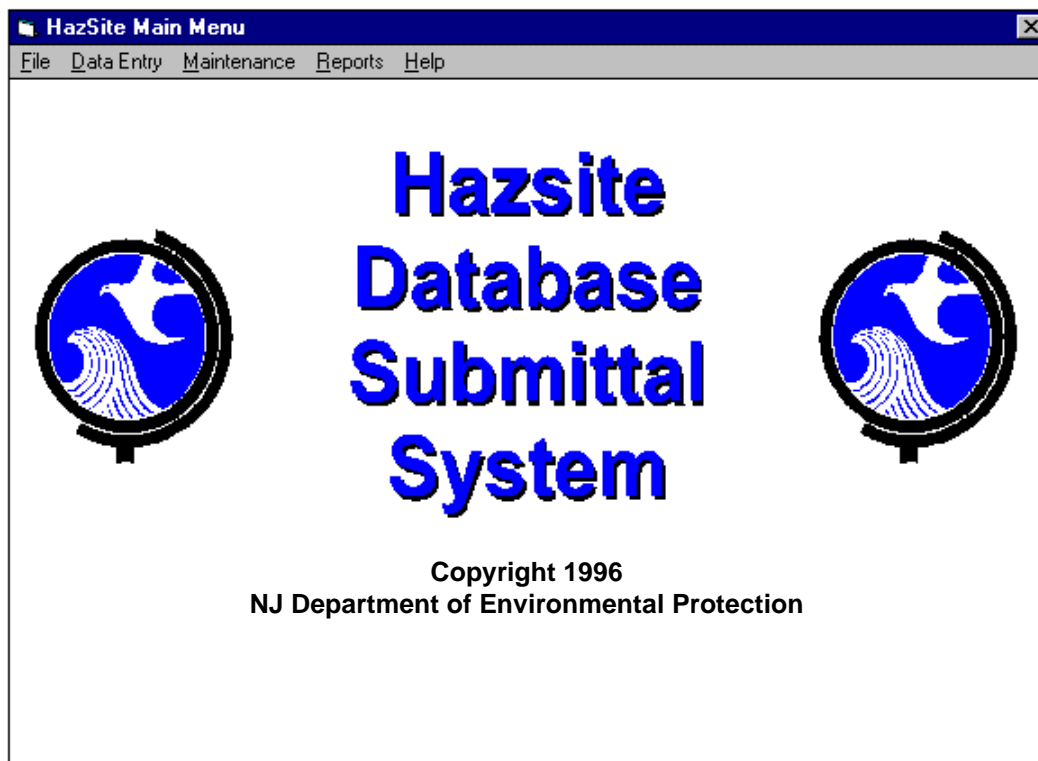 HazSite Main Menu
File Data Entry Maintenance Reports Help
Hazsite
Database
Submittal
System
Copyright 1996
NJ Department of Environmental Protection